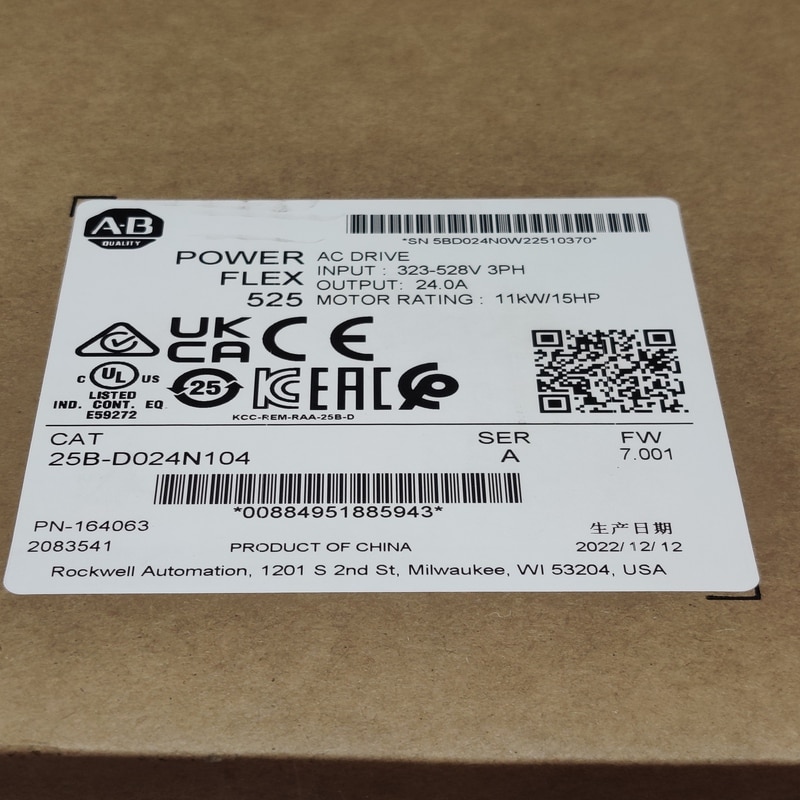 A-B
QUALITY
*SN 5BD024N0W22510370*
POWER FLEX 525
AC DRIVE
INPUT : 323-528V 3PH
OUTPUT: 24.0A
MOTOR RATING : 11kW/15HP
UK CA CE
C UL US
LISTED
IND. CONT. EQ.
E59272
25
KC EAC
KCC-REM-RAA-25B-D
CAT SER FW
25B-D024N104 A 7.001
*00884951885943*
PN-164063 生产日期
2083541 PRODUCT OF CHINA 2022/12/12
Rockwell Automation, 1201 S 2nd St, Milwaukee, WI 53204, USA